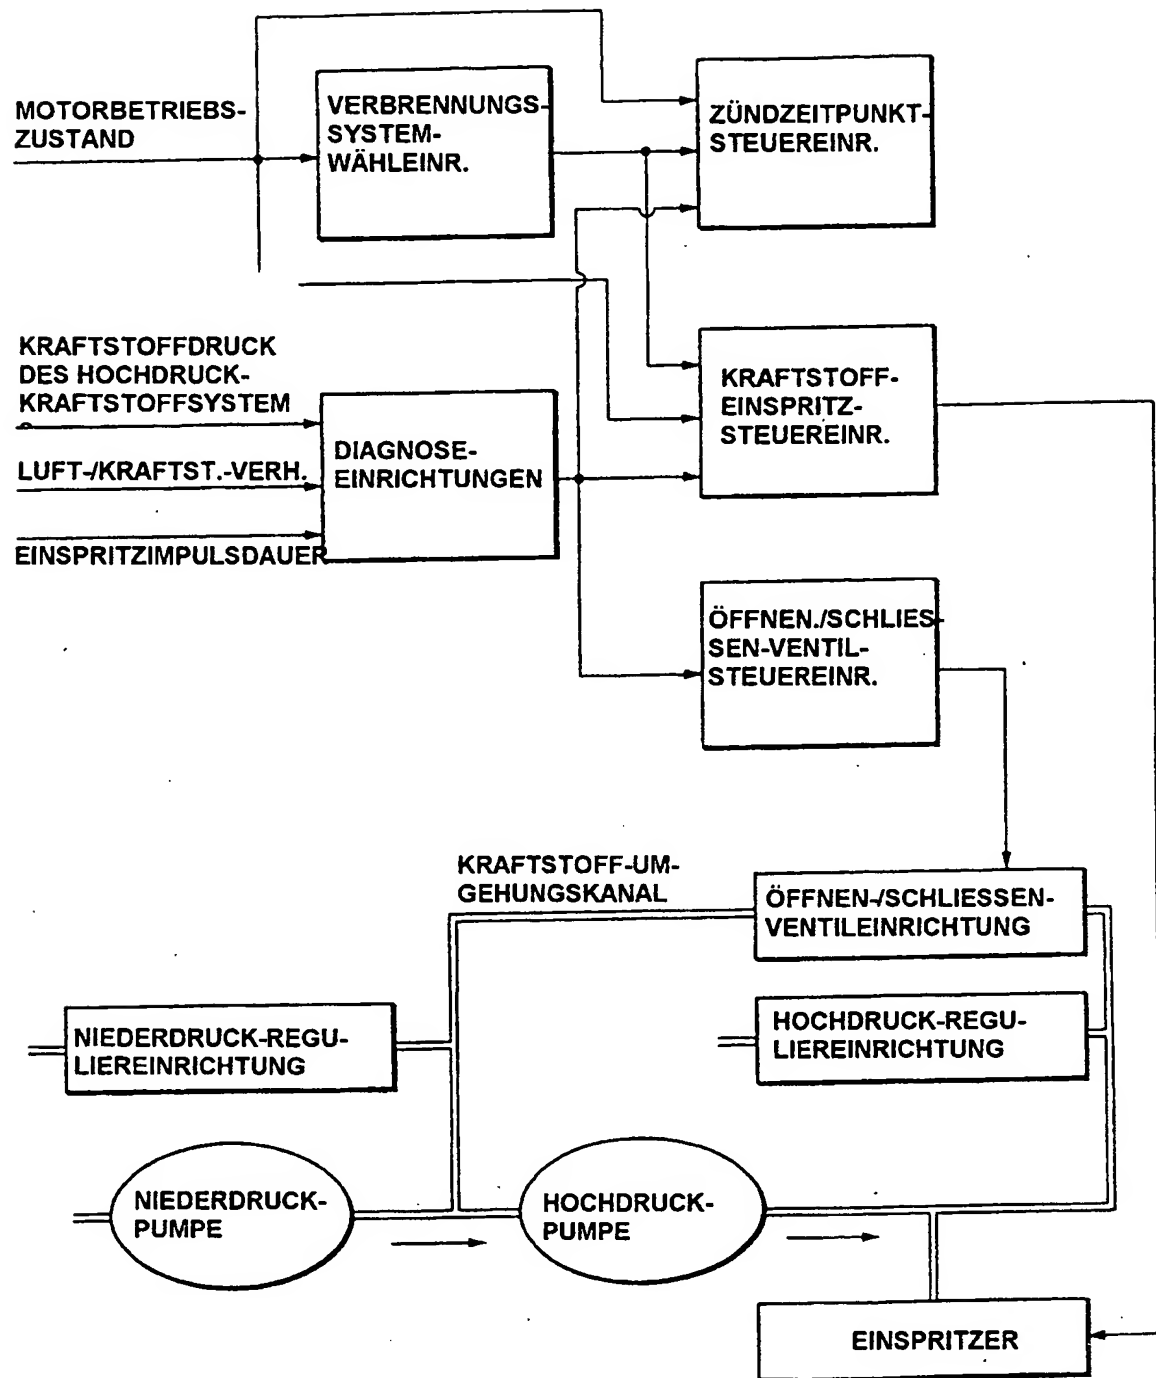 MOTORBETRIEBS-
ZUSTAND
VERBRENNUNGS-
SYSTEM-
WÄHLEINR.
ZÜNDZEITPUNKT-
STEUEREINR.
KRAFTSTOFFDRUCK
DES HOCHDRUCK-
KRAFTSTOFFSYSTEM
LUFT-/KRAFTST.-VERH.
EINSPRITZIMPULSDAUER
DIAGNOSE-
EINRICHTUNGEN
KRAFTSTOFF-
EINSPRITZ-
STEUEREINR.
ÖFFNEN./SCHLIES-
SEN-VENTIL-
STEUEREINR.
KRAFTSTOFF-UM-
GEHUNGSKANAL
ÖFFNEN-/SCHLIESSEN-
VENTILEINRICHTUNG
NIEDERDRUCK-REGU-
LIEREINRICHTUNG
HOCHDRUCK-REGU-
LIEREINRICHTUNG
NIEDERDRUCK-
PUMPE
HOCHDRUCK-
PUMPE
EINSPRITZER